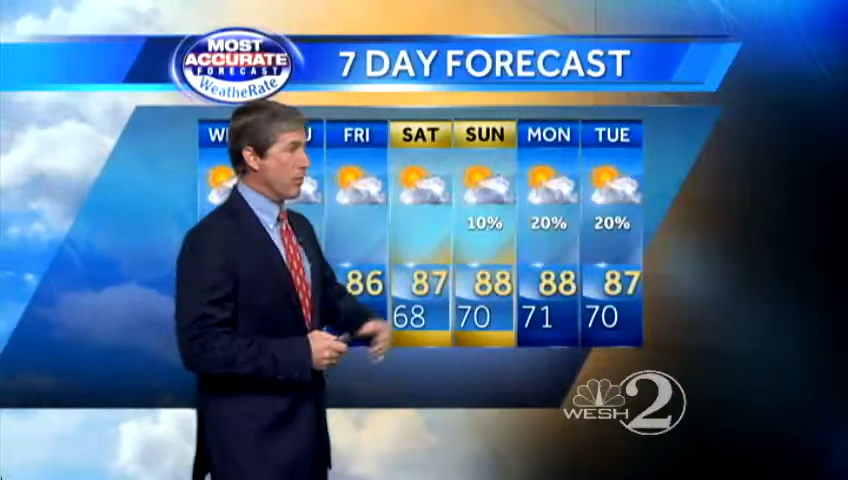 MOST
ACCURATE
FORECAST
WeatheRate
7 DAY FORECAST
FRI SAT SUN MON TUE
10% 20% 20%
86 87 88 88 87
68 70 71 70
WESH 2